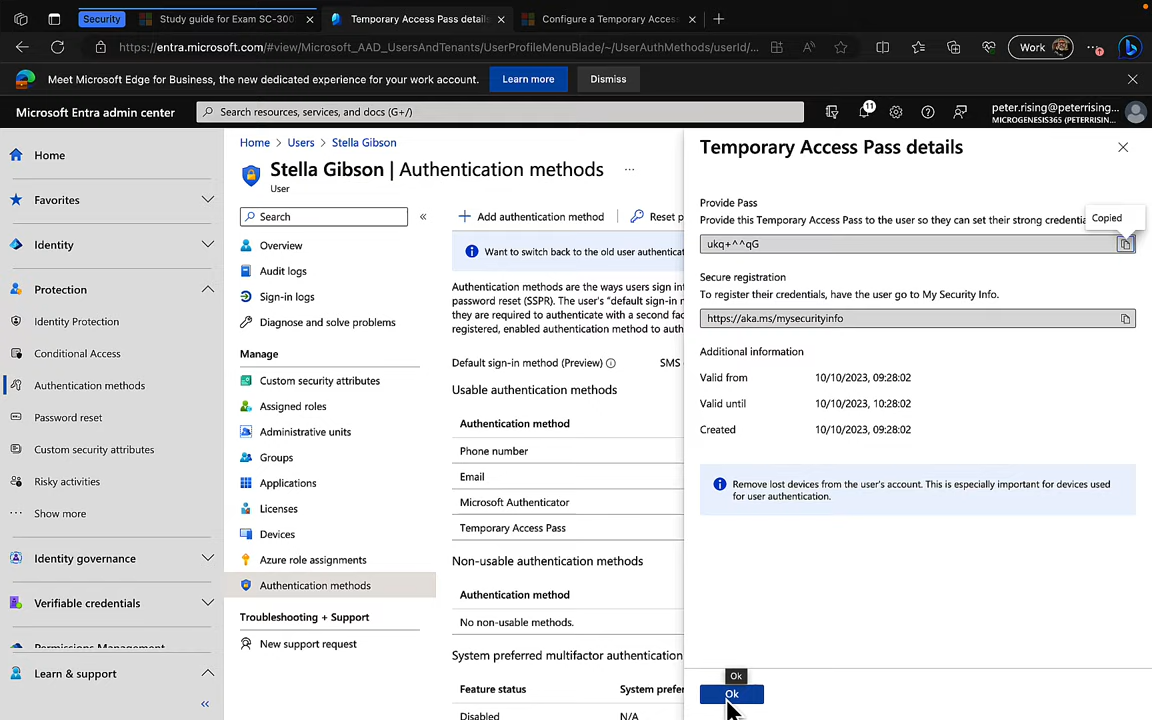 Security
Study guide for Exam SC-300
Temporary Access Pass details
Configure a Temporary Access
https://entra.microsoft.com/#view/Microsoft_AAD_UsersAndTenants/UserProfileMenuBlade/~/UserAuthMethods/userId/...
Work
Meet Microsoft Edge for Business, the new dedicated experience for your work account.
Learn more
Dismiss
Microsoft Entra admin center
Search resources, services, and docs (G+/)
11
peter.rising@peterrising...
MICROGENESIS365 (PETERRISIN...
Home
Favorites
Identity
Protection
Identity Protection
Conditional Access
Authentication methods
Password reset
Custom security attributes
Risky activities
Show more
Identity governance
Verifiable credentials
Permissions Management
Learn & support
Home > Users > Stella Gibson
Stella Gibson | Authentication methods
User
Search
Overview
Audit logs
Sign-in logs
Diagnose and solve problems
Manage
Custom security attributes
Assigned roles
Administrative units
Groups
Applications
Licenses
Devices
Azure role assignments
Authentication methods
Troubleshooting + Support
New support request
Add authentication method
Reset p
Want to switch back to the old user authenticat
Authentication methods are the ways users sign in
password reset (SSPR). The user's "default sign-in r
they are required to authenticate with a second fac
registered, enabled authentication method to auth
Default sign-in method (Preview)
SMS
Usable authentication methods
Authentication method
Phone number
Email
Microsoft Authenticator
Temporary Access Pass
Non-usable authentication methods
Authentication method
No non-usable methods.
System preferred multifactor authentication
Feature status
System prefer
Disabled
N/A
Temporary Access Pass details
Provide Pass
Provide this Temporary Access Pass to the user so they can set their strong credentia
Copied
ukq+^^qG
Secure registration
To register their credentials, have the user go to My Security Info.
https://aka.ms/mysecurityinfo
Additional information
Valid from 10/10/2023, 09:28:02
Valid until 10/10/2023, 10:28:02
Created 10/10/2023, 09:28:02
Remove lost devices from the user's account. This is especially important for devices used
for user authentication.
Ok
Ok